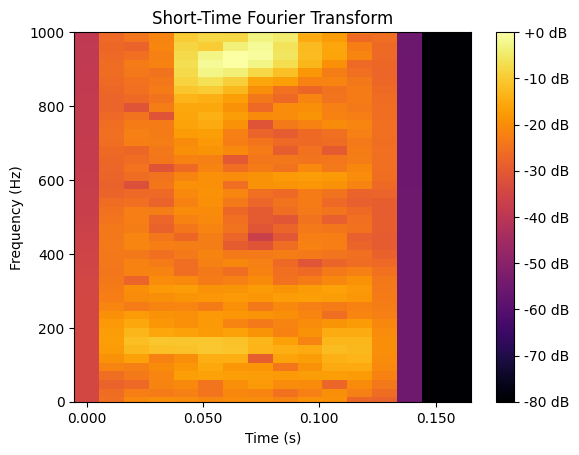 Short-Time Fourier Transform
1000
800
600
400
200
0
Frequency (Hz)
0.000
0.050
0.100
0.150
Time (s)
+0 dB
-10 dB
-20 dB
-30 dB
-40 dB
-50 dB
-60 dB
-70 dB
-80 dB